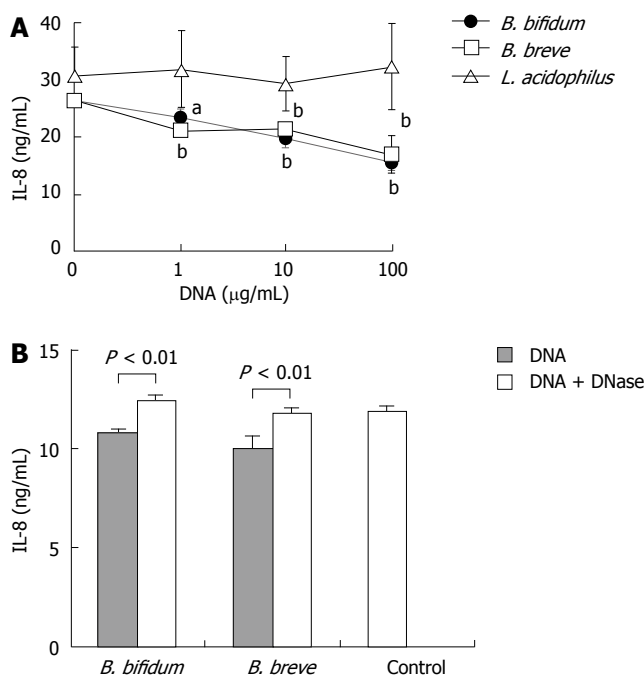 A
40
30
20
10
0
IL-8 (ng/mL)
a
b
b
b
b
b
0 1 10 100
DNA (μg/mL)
B. bifidum
B. breve
L. acidophilus
B
P < 0.01
P < 0.01
15
10
5
0
IL-8 (ng/mL)
B. bifidum B. breve Control
DNA
DNA + DNase